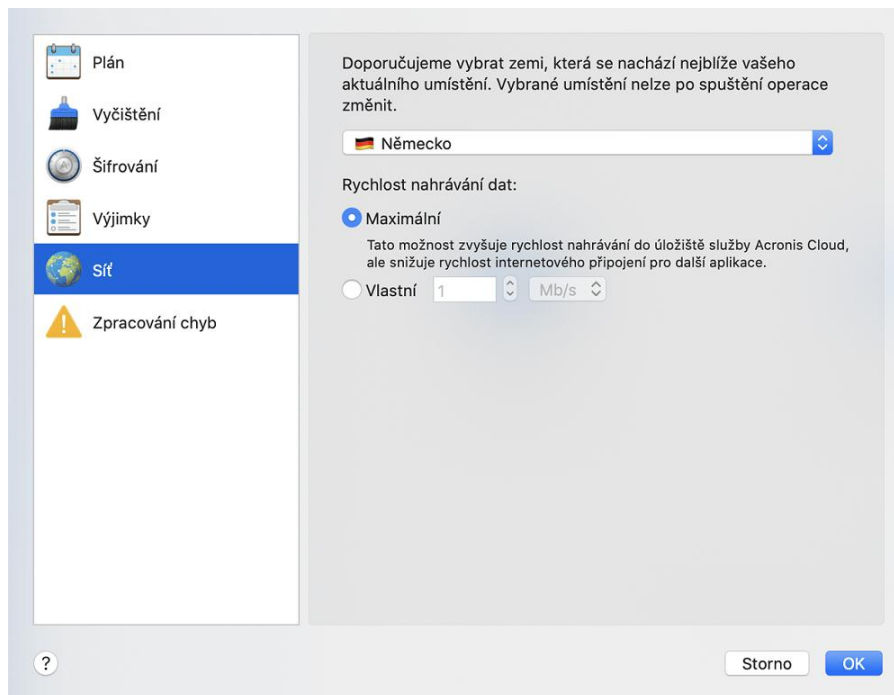 Plán
Vyčištění
Šifrování
Výjimky
Síť
Zpracování chyb
Doporučujeme vybrat zemi, která se nachází nejblíže vašeho
aktuálního umístění. Vybrané umístění nelze po spuštění operace
změnit.
Německo
Rychlost nahrávání dat:
Maximální
Tato možnost zvyšuje rychlost nahrávání do úložiště služby Acronis Cloud,
ale snižuje rychlost internetového připojení pro další aplikace.
Vlastní 1 Mb/s
? Storno OK